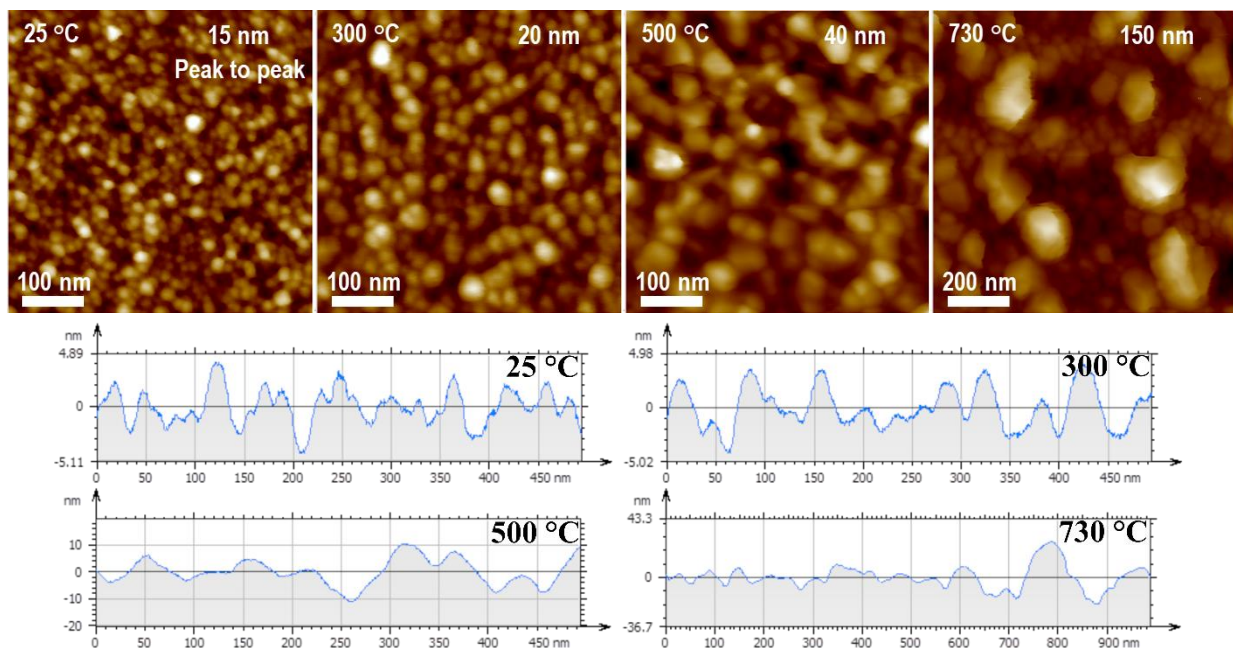 25 °C 15 nm
Peak to peak
100 nm
300 °C 20 nm
100 nm
500 °C 40 nm
100 nm
730 °C 150 nm
200 nm
nm
4.89
0
-5.11
25 °C
0 50 100 150 200 250 300 350 400 450 nm
nm
4.98
0
-5.02
300 °C
0 50 100 150 200 250 300 350 400 450 nm
nm
10
0
-10
-20
500 °C
0 50 100 150 200 250 300 350 400 450 nm
nm
43.3
0
-36.7
730 °C
0 100 200 300 400 500 600 700 800 900 nm